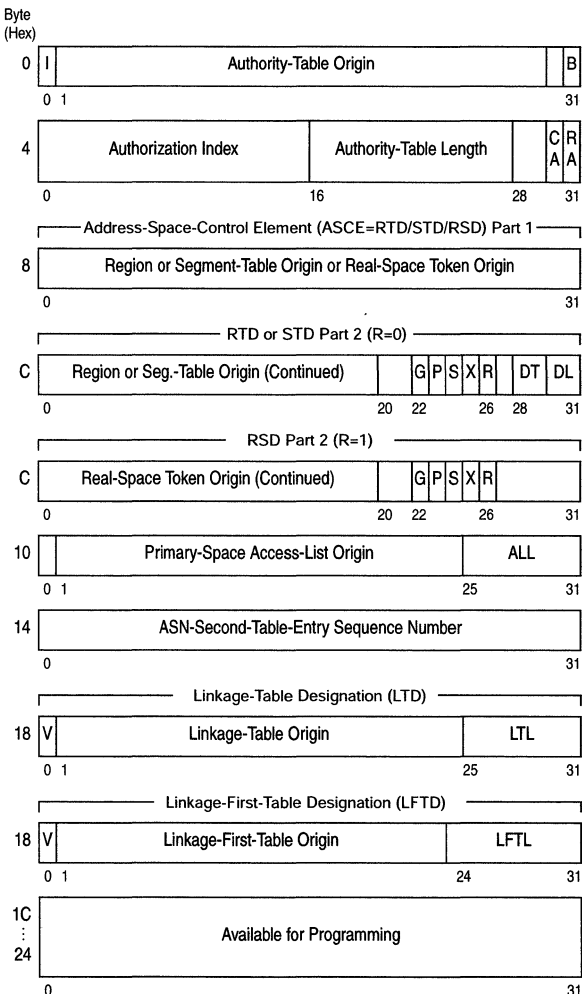 Byte
(Hex)
0 I Authority-Table Origin B
0 1 31
4 Authorization Index Authority-Table Length C A R A
0 16 28 31
Address-Space-Control Element (ASCE=RTD/STD/RSD) Part 1
8 Region or Segment-Table Origin or Real-Space Token Origin
0 31
RTD or STD Part 2 (R=0)
C Region or Seg.-Table Origin (Continued) G P S X R DT DL
0 20 22 26 28 31
RSD Part 2 (R=1)
C Real-Space Token Origin (Continued) G P S X R
0 20 22 26 31
10 Primary-Space Access-List Origin ALL
0 1 25 31
14 ASN-Second-Table-Entry Sequence Number
0 31
Linkage-Table Designation (LTD)
18 V Linkage-Table Origin LTL
0 1 25 31
Linkage-First-Table Designation (LFTD)
18 V Linkage-First-Table Origin LFTL
0 1 24 31
1C
⋮ Available for Programming
24
0 31